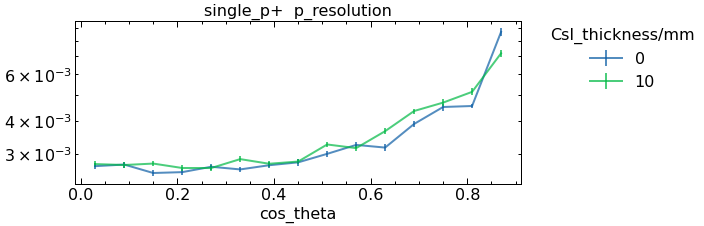 single_p+ p_resolution
CsI_thickness/mm
0
10
6 × 10⁻³
4 × 10⁻³
3 × 10⁻³
0.0 0.2 0.4 0.6 0.8
cos_theta